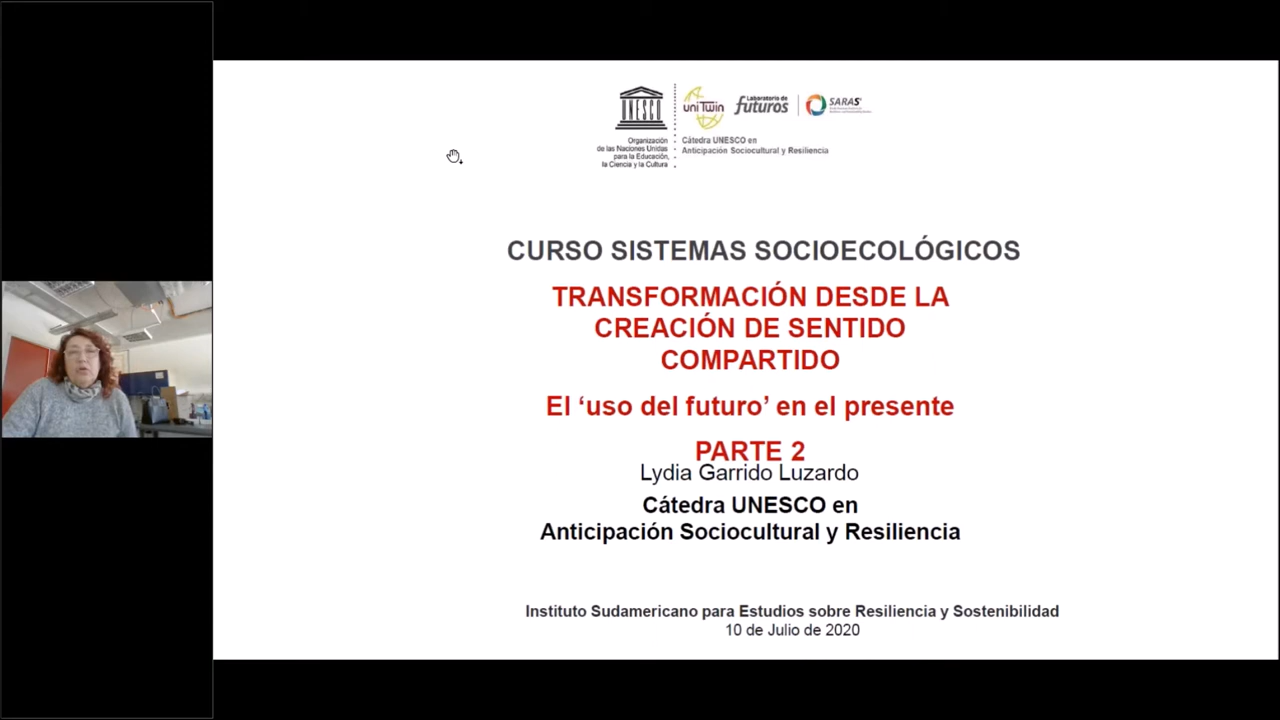 UNESCO
uniTwin
Laboratorio de
futuros
SARAS
Organización
de las Naciones Unidas
para la Educación,
la Ciencia y la Cultura
Cátedra UNESCO en
Anticipación Sociocultural y Resiliencia
CURSO SISTEMAS SOCIOECOLÓGICOS
TRANSFORMACIÓN DESDE LA
CREACIÓN DE SENTIDO
COMPARTIDO
El ‘uso del futuro’ en el presente
PARTE 2
Lydia Garrido Luzardo
Cátedra UNESCO en
Anticipación Sociocultural y Resiliencia
Instituto Sudamericano para Estudios sobre Resiliencia y Sostenibilidad
10 de Julio de 2020